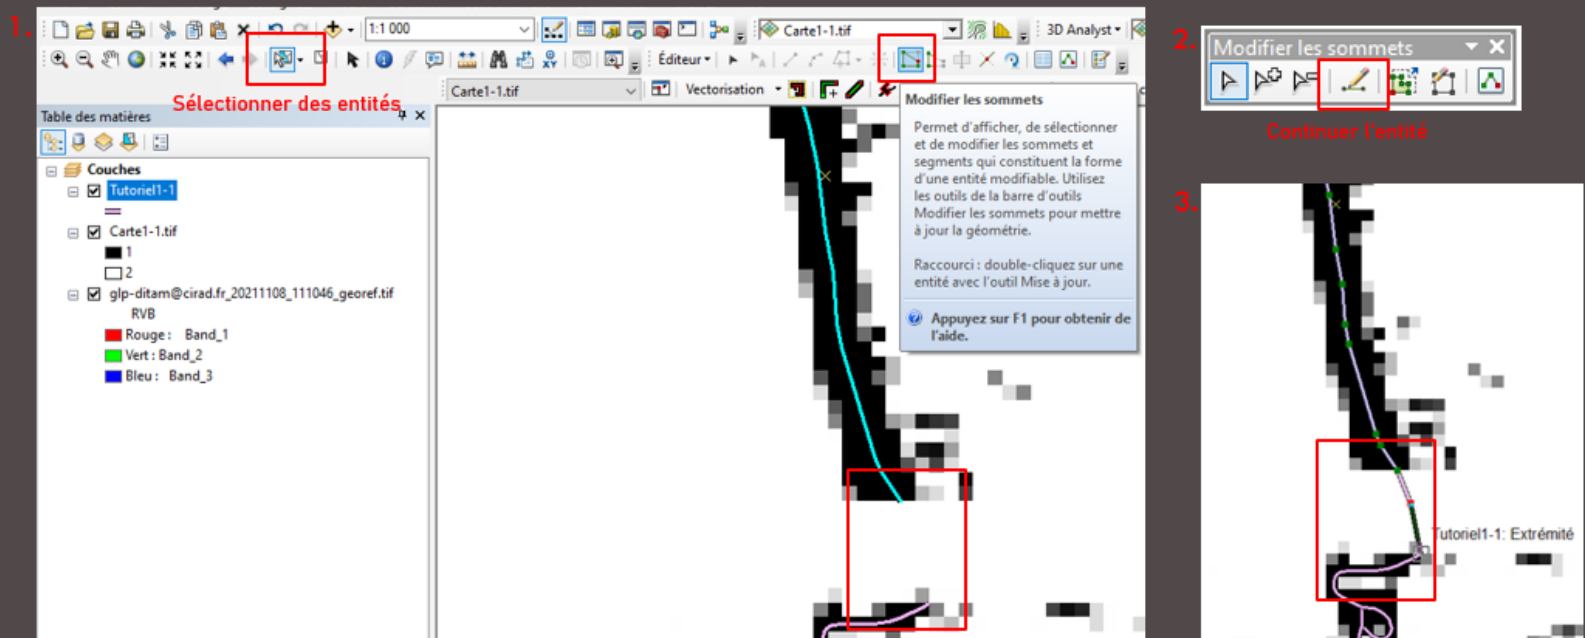 1.
1:1 000
Carte1-1.tif
3D Analyst
Éditeur
Sélectionner des entités
Carte1-1.tif
Vectorisation
Table des matières
Couches
Tutoriel1-1
Carte1-1.tif
1
2
glp-ditam@cirad.fr_20211108_111046_georef.tif
RVB
Rouge : Band_1
Vert : Band_2
Bleu : Band_3
Modifier les sommets
Permet d'afficher, de sélectionner
et de modifier les sommets et
segments qui constituent la forme
d'une entité modifiable. Utilisez
les outils de la barre d'outils
Modifier les sommets pour mettre
à jour la géométrie.
Raccourci : double-cliquez sur une
entité avec l'outil Mise à jour.
Appuyez sur F1 pour obtenir de
l'aide.
2.
Modifier les sommets
Continuer l'entité
3.
Tutoriel1-1: Extrémité